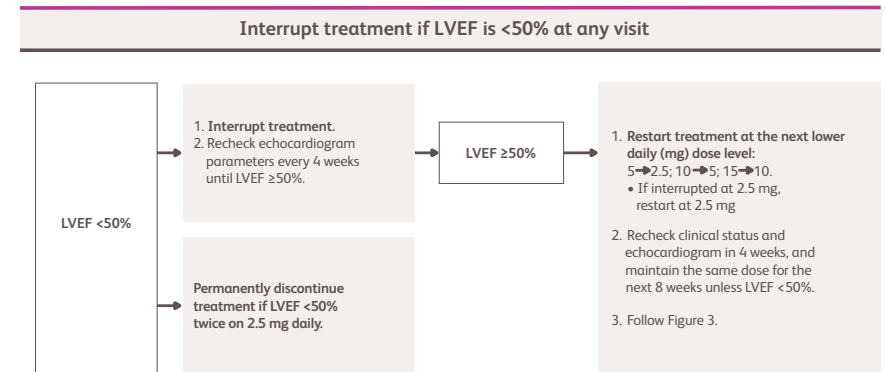 Interrupt treatment if LVEF is <50% at any visit
LVEF <50%
1. Interrupt treatment.
2. Recheck echocardiogram
parameters every 4 weeks
until LVEF ≥50%.
Permanently discontinue
treatment if LVEF <50%
twice on 2.5 mg daily.
LVEF ≥50%
1. Restart treatment at the next lower
daily (mg) dose level:
5➔2.5; 10➔5; 15➔10.
• If interrupted at 2.5 mg,
restart at 2.5 mg
2. Recheck clinical status and
echocardiogram in 4 weeks, and
maintain the same dose for the
next 8 weeks unless LVEF <50%.
3. Follow Figure 3.